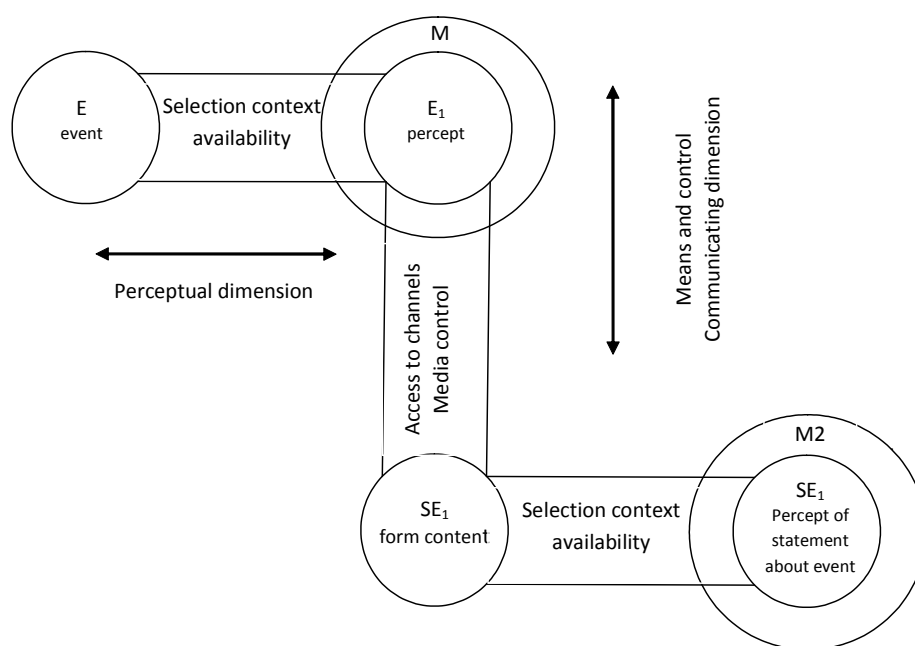 M
E
event
Selection context
availability
E₁
percept
Means and control
Communicating dimension
Perceptual dimension
Access to channels
Media control
M2
SE₁
form content
Selection context
availability
SE₁
Percept of
statement
about event